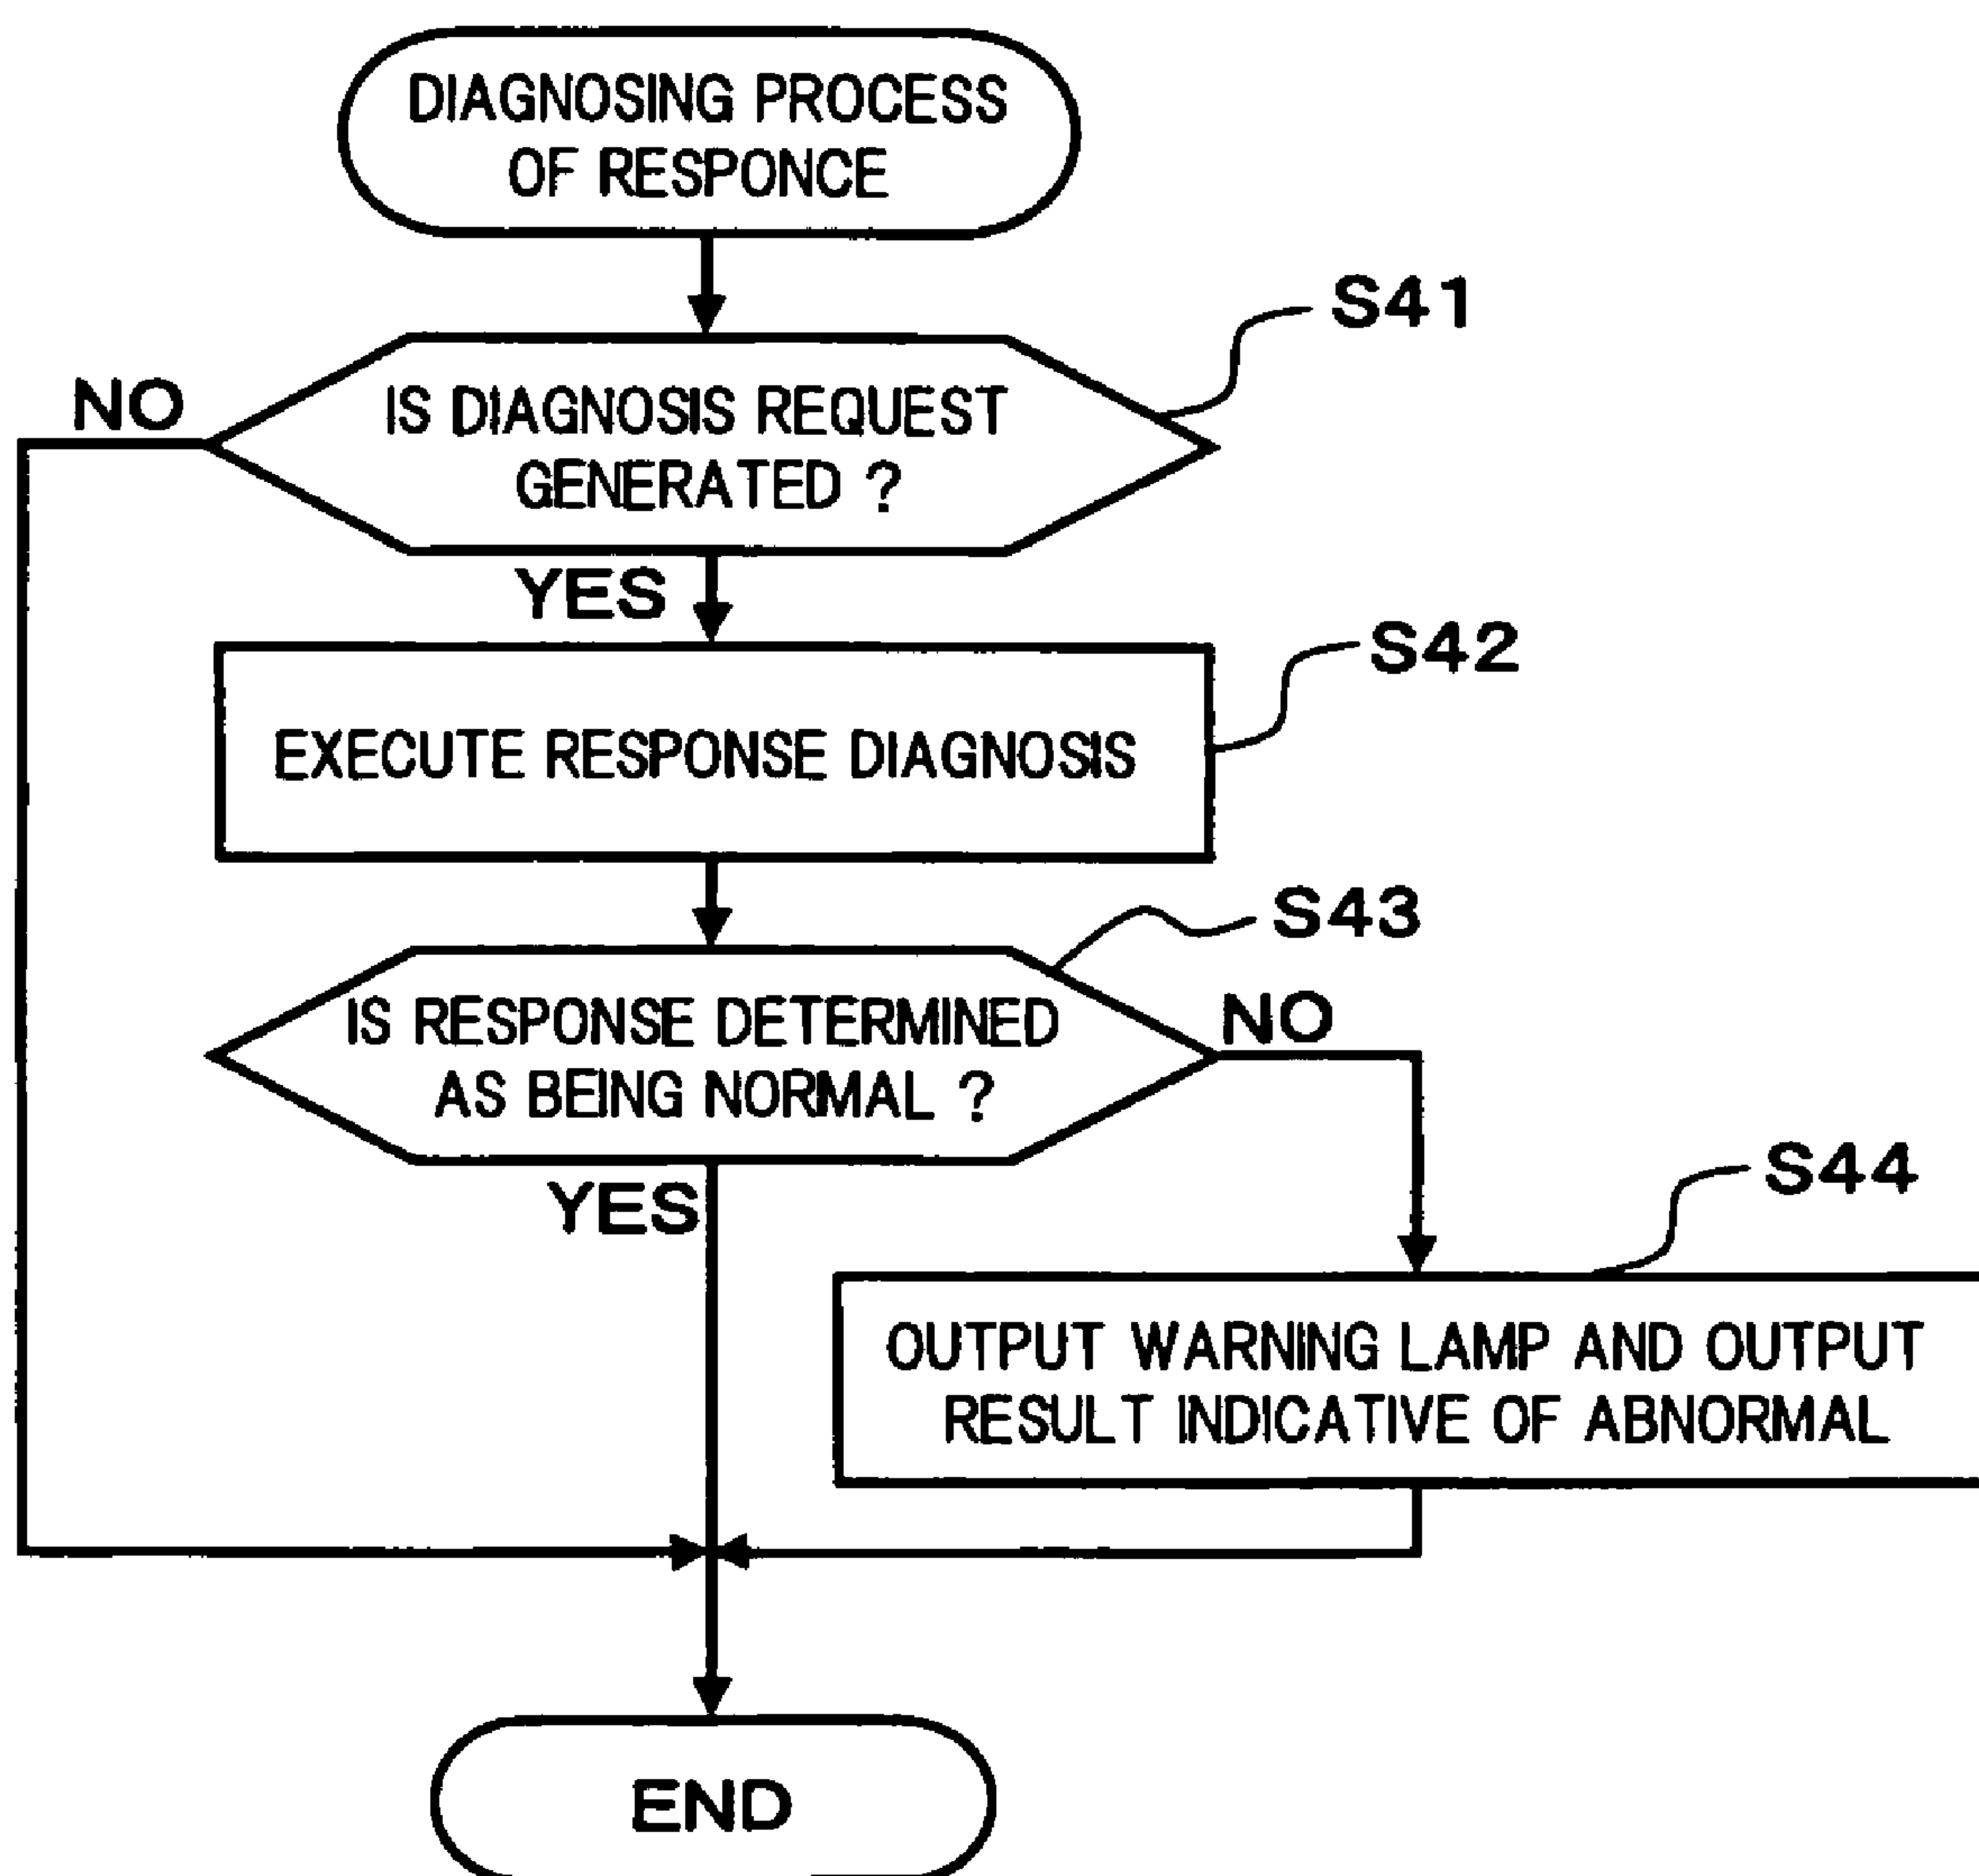 DIAGNOSING PROCESS
OF RESPONCE
S41
NO
IS DIAGNOSIS REQUEST
GENERATED ?
YES
S42
EXECUTE RESPONSE DIAGNOSIS
S43
IS RESPONSE DETERMINED
AS BEING NORMAL ?
NO
YES
S44
OUTPUT WARNING LAMP AND OUTPUT
RESULT INDICATIVE OF ABNORMAL
END